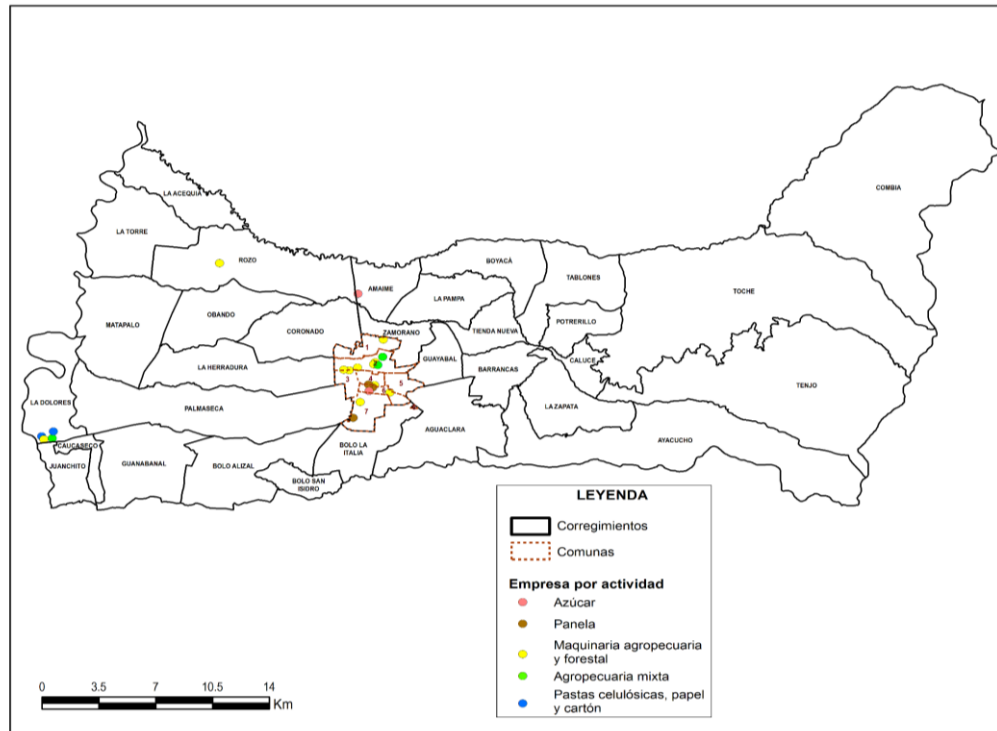 COMBIA
LA ACEQUIA
LA TORRE
ROZO
BOYACÁ
TABLONES
AMAIME
TOCHE
LA PAMPA
OBANDO
MATAPALO
CORONADO
ZAMORANO
TIENDA NUEVA
POTRERILLO
1
2
GUAYABAL
CALUCE
LA HERRADURA
BARRANCAS
3
4
5
TENJO
6
LA DOLORES
PALMASECA
LA ZAPATA
7
AGUACLARA
AYACUCHO
CAUCASECO
BOLO LA
ITALIA
JUANCHITO
GUANABANAL
BOLO ALIZAL
BOLO SAN
ISIDRO
LEYENDA
Corregimientos
Comunas
Empresa por actividad
Azúcar
Panela
Maquinaria agropecuaria
y forestal
Agropecuaria mixta
Pastas celulósicas, papel
y cartón
0 3.5 7 10.5 14
Km